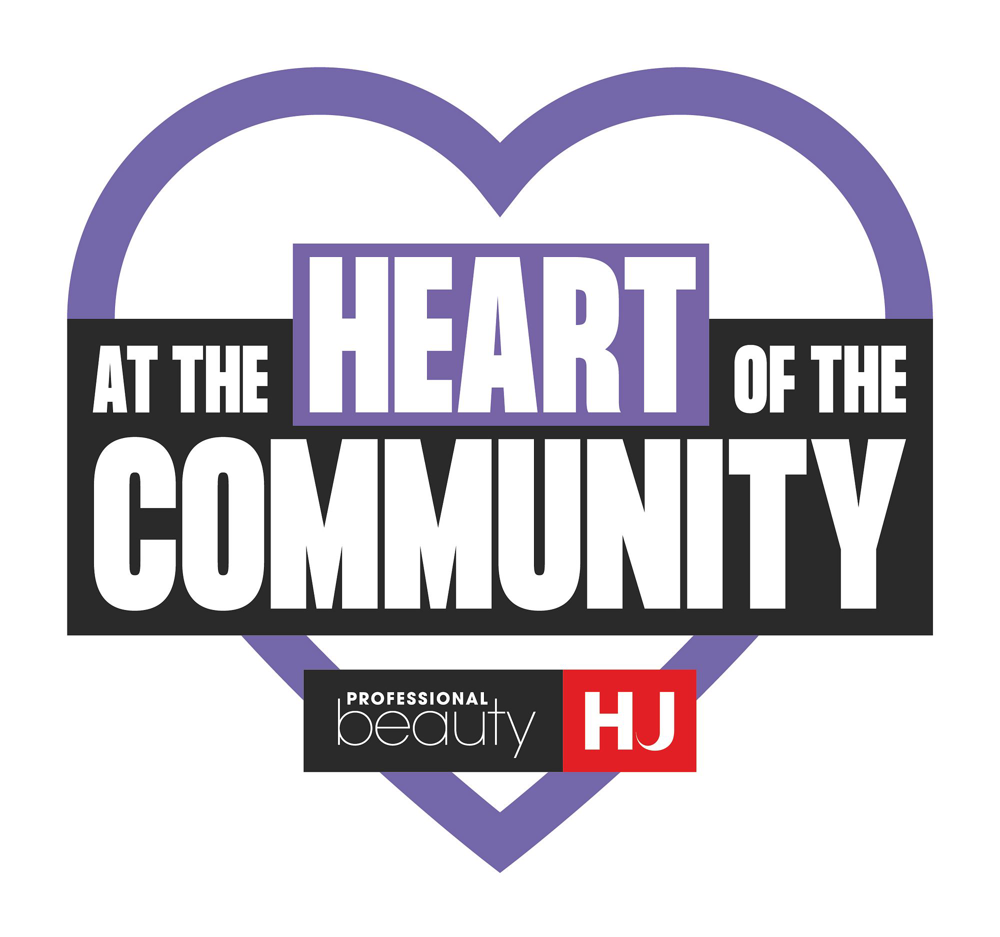 AT THE HEART OF THE
COMMUNITY
PROFESSIONAL
beauty
HJ